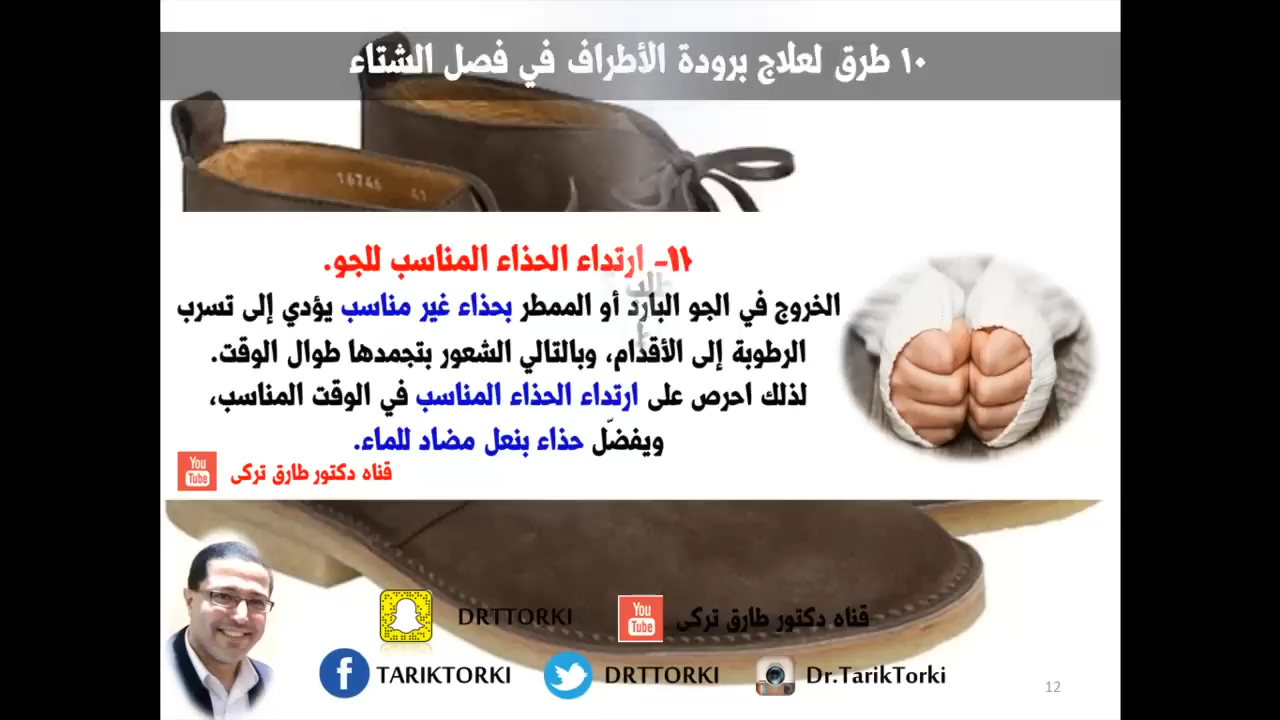 ١٠ طرق لعلاج برودة الأطراف في فصل الشتاء
16746 41
١١- ارتداء الحذاء المناسب للجو.
الخروج في الجو البارد أو الممطر بحذاء غير مناسب يؤدي إلى تسرب
الرطوبة إلى الأقدام، وبالتالي الشعور بتجمدها طوال الوقت.
لذلك احرص على ارتداء الحذاء المناسب في الوقت المناسب،
ويفضّل حذاء بنعل مضاد للماء.
You Tube قناه دكتور طارق تركى
DRTTORKI You Tube قناه دكتور طارق تركى
f TARIKTORKI DRTTORKI Dr.TarikTorki
12